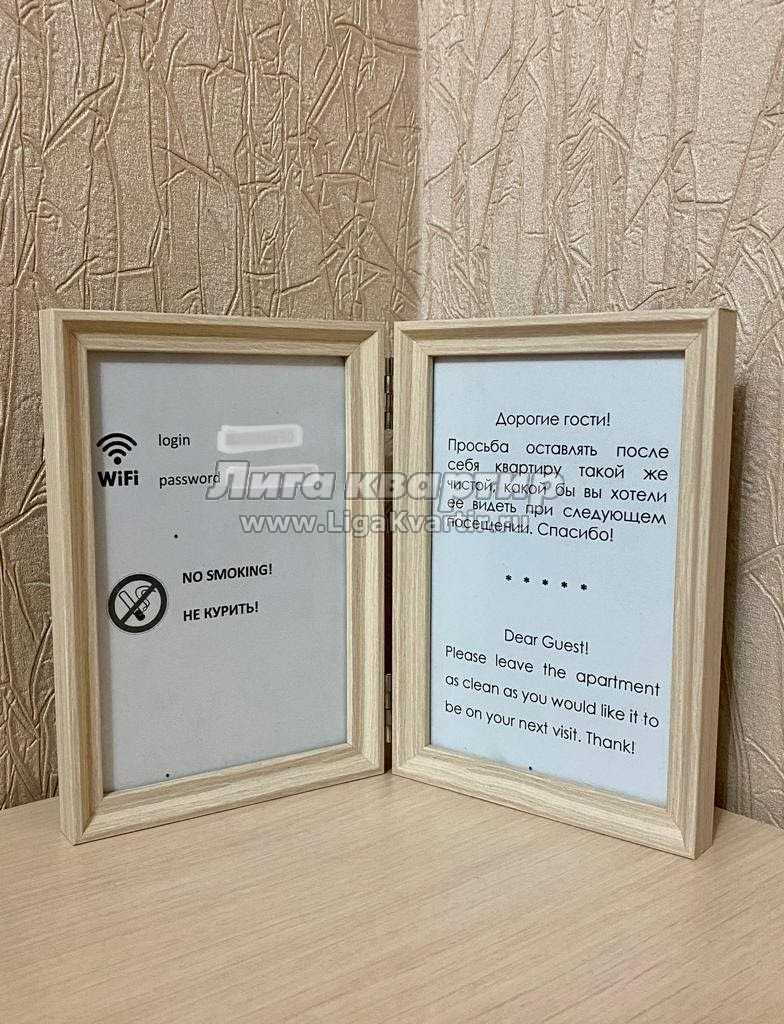 login
WiFi
password
NO SMOKING!
НЕ КУРИТЬ!
Дорогие гости!
Просьба оставлять после
себя квартиру такой же
чистой, какой бы вы хотели
ее видеть при следующем
посещении. Спасибо!
* * * * *
Dear Guest!
Please leave the apartment
as clean as you would like it to
be on your next visit. Thank!
Лига квартир
www.LigaKvartir.ru